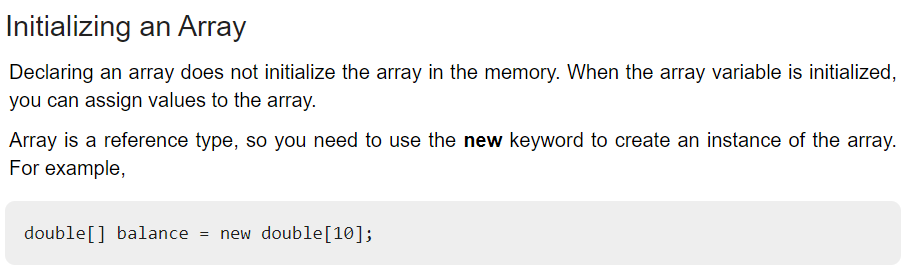 Initializing an Array
Declaring an array does not initialize the array in the memory. When the array variable is initialized,
you can assign values to the array.
Array is a reference type, so you need to use the new keyword to create an instance of the array.
For example,
double[] balance = new double[10];